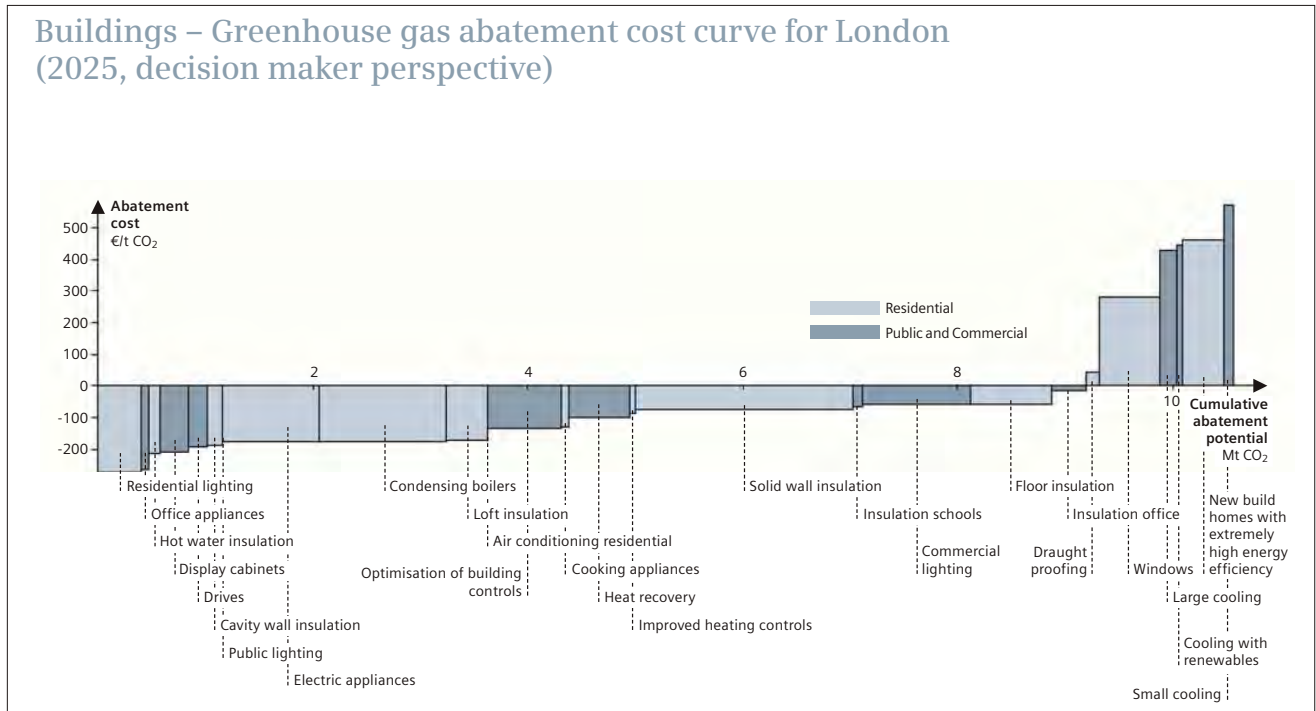 Buildings – Greenhouse gas abatement cost curve for London
(2025, decision maker perspective)
Abatement
cost
€/t CO₂
500
400
300
200
100
0
-100
-200
2
4
6
8
10
Residential
Public and Commercial
Cumulative
abatement
potential
Mt CO₂
Residential lighting
Office appliances
Hot water insulation
Display cabinets
Drives
Cavity wall insulation
Public lighting
Electric appliances
Condensing boilers
Loft insulation
Air conditioning residential
Optimisation of building
controls
Cooking appliances
Heat recovery
Improved heating controls
Solid wall insulation
Insulation schools
Commercial
lighting
Floor insulation
Insulation office
Draught
proofing
Windows
Large cooling
Cooling with
renewables
New build
homes with
extremely
high energy
efficiency
Small cooling